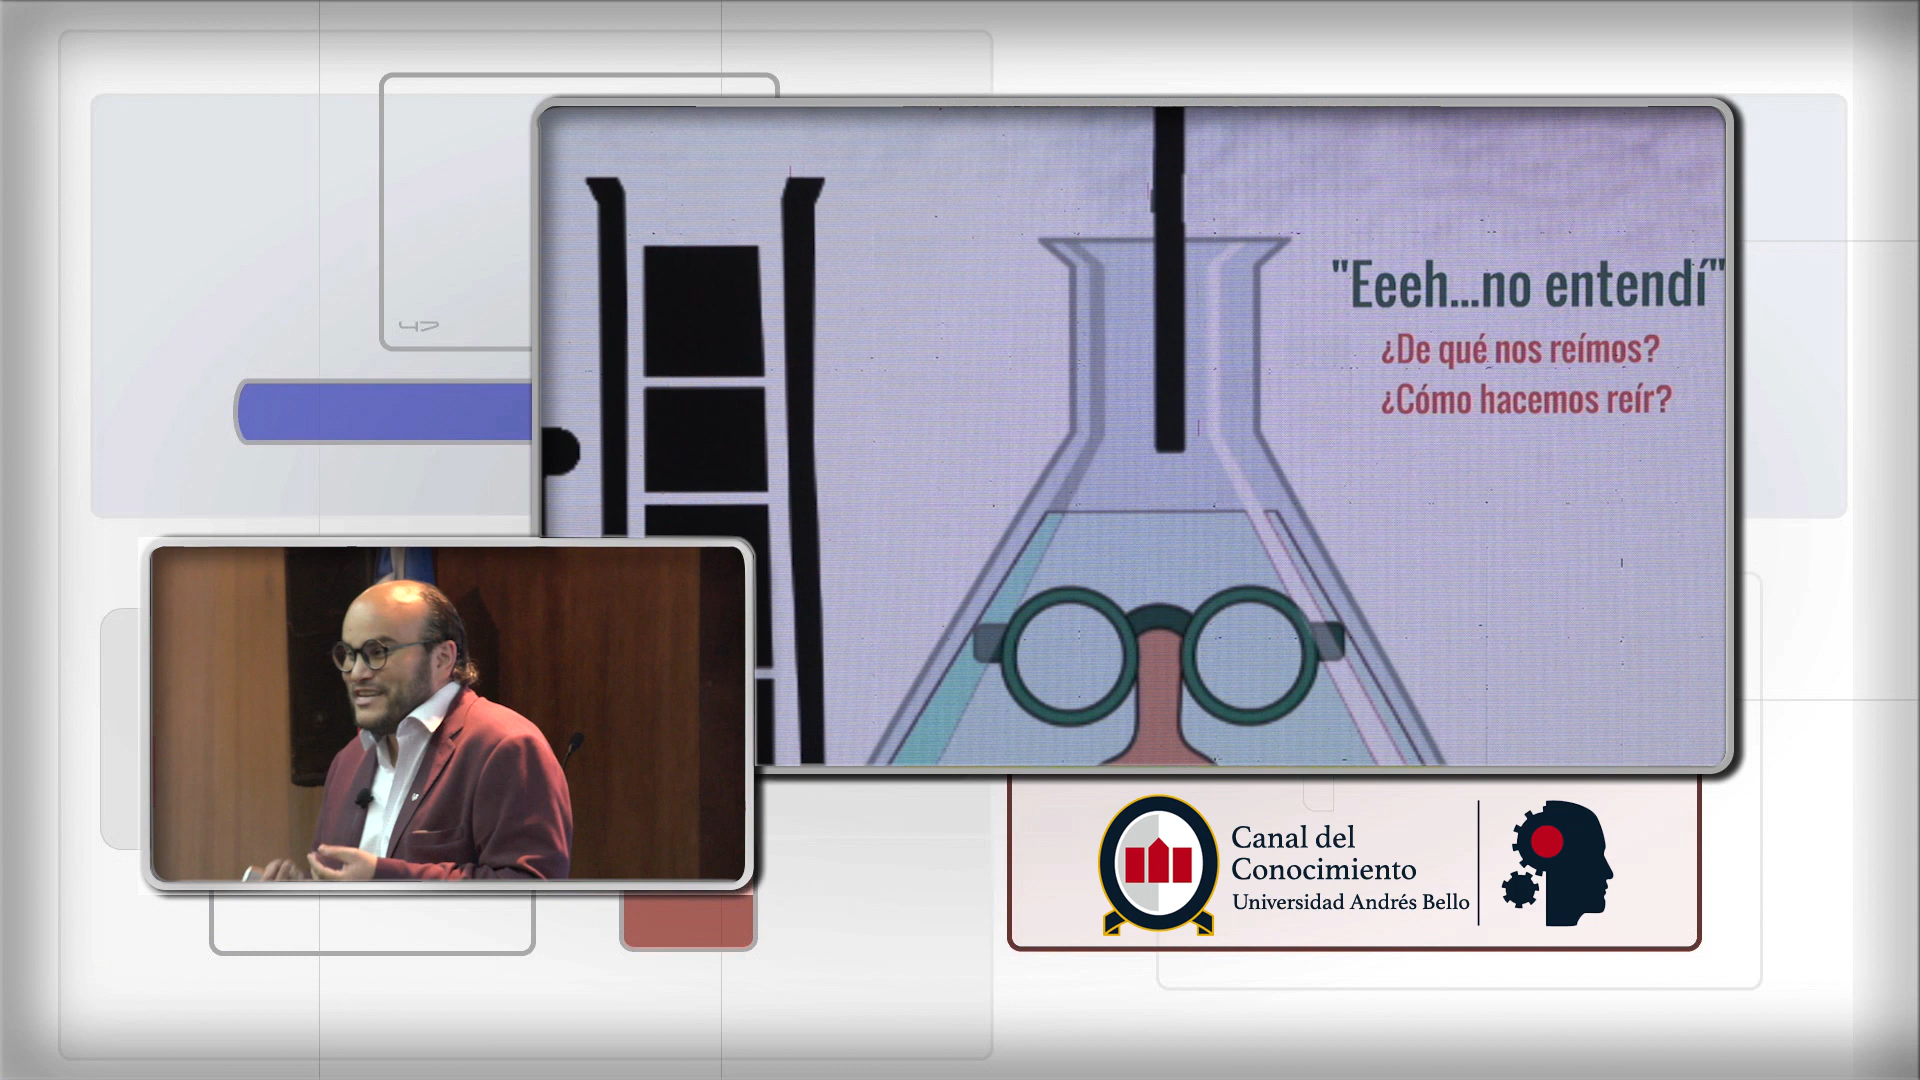 "Eeeh...no entendí"
¿De qué nos reímos?
¿Cómo hacemos reír?
Canal del
Conocimiento
Universidad Andrés Bello